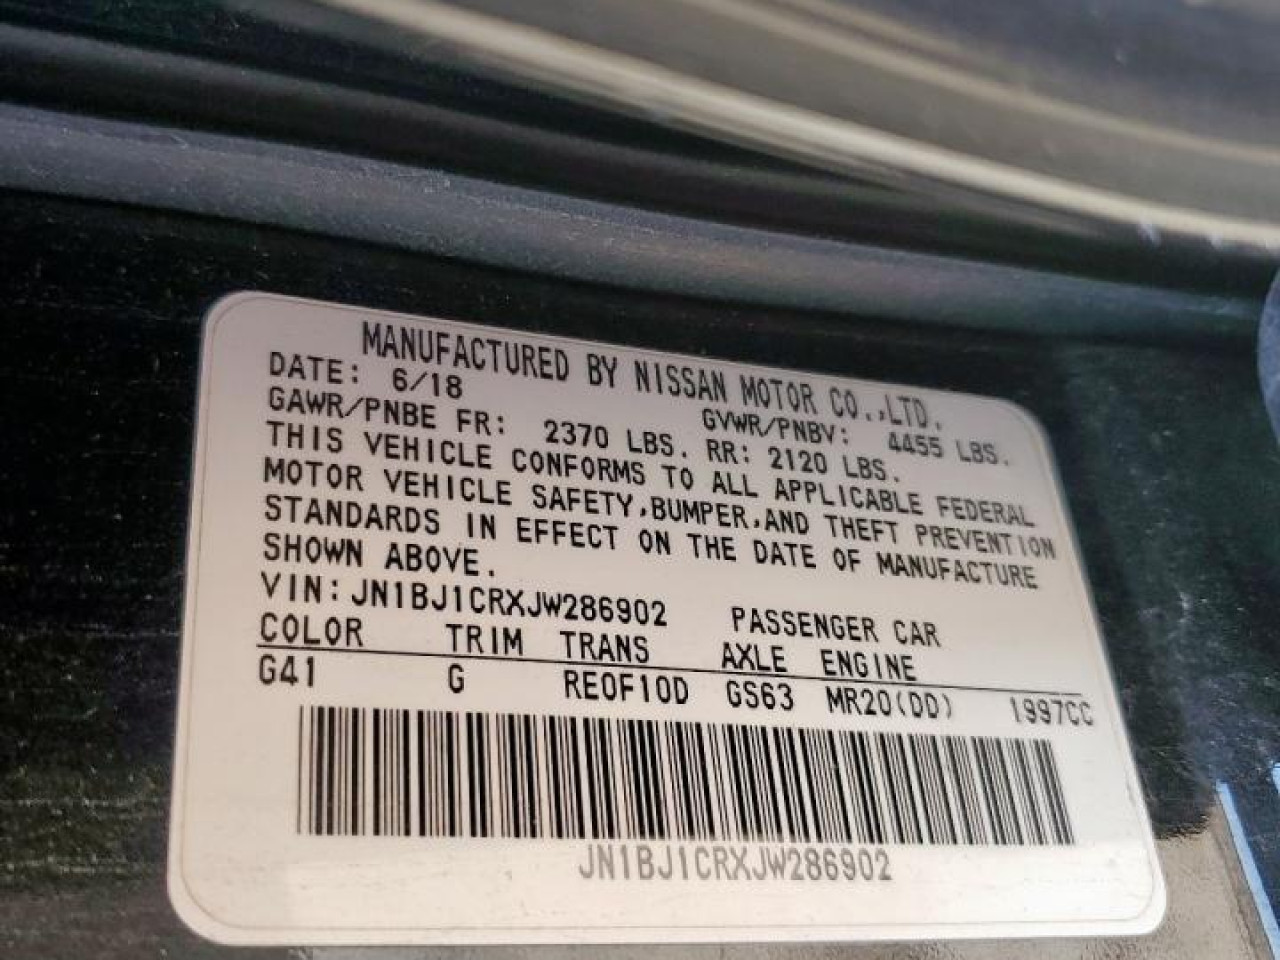 MANUFACTURED BY NISSAN MOTOR CO.,LTD.
DATE: 6/18 GVWR/PNBV: 4455 LBS.
GAWR/PNBE FR: 2370 LBS. RR: 2120 LBS.
THIS VEHICLE CONFORMS TO ALL APPLICABLE FEDERAL
MOTOR VEHICLE SAFETY,BUMPER,AND THEFT PREVENTION
STANDARDS IN EFFECT ON THE DATE OF MANUFACTURE
SHOWN ABOVE.
VIN:JN1BJ1CRXJW286902 PASSENGER CAR
COLOR TRIM TRANS AXLE ENGINE
G41 G RE0F10D GS63 MR20(DD) 1997CC
JN1BJ1CRXJW286902